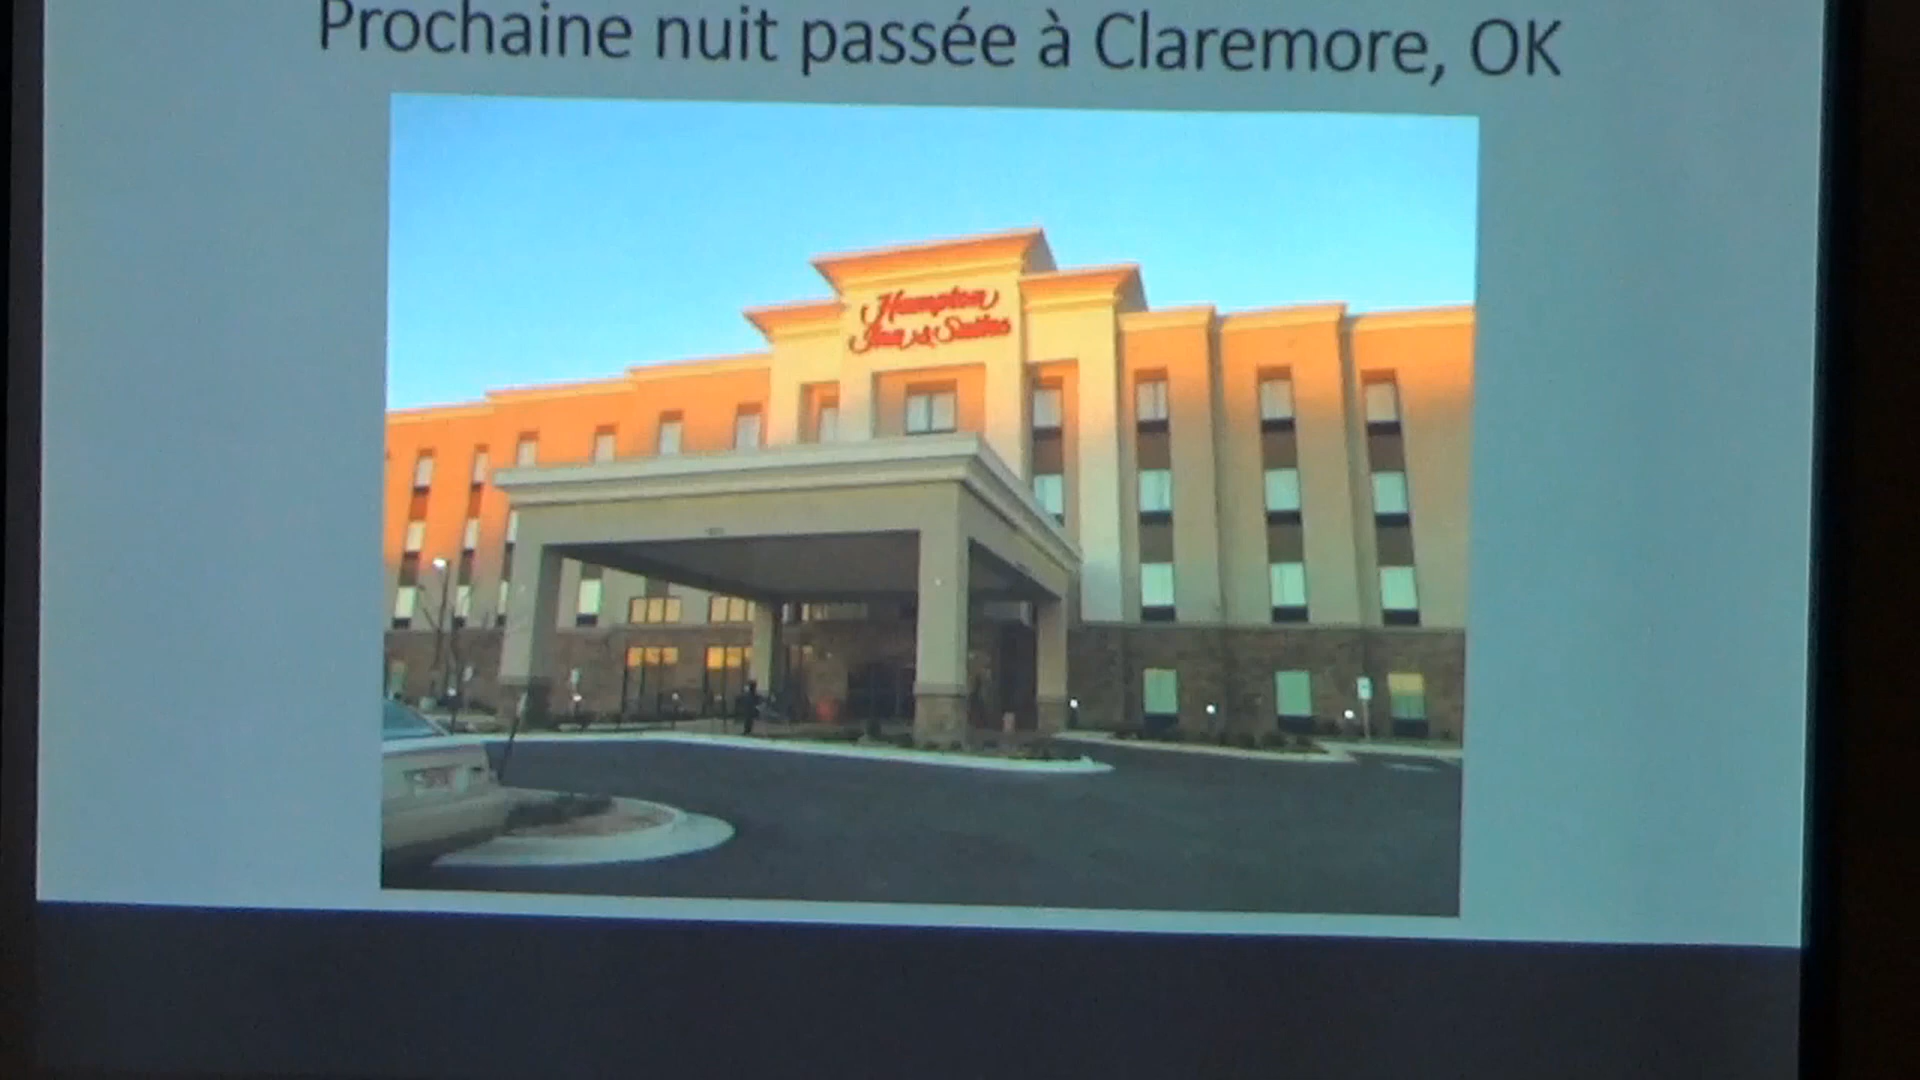 Prochaine nuit passée à Claremore, OK
Hampton
Inn & Suites